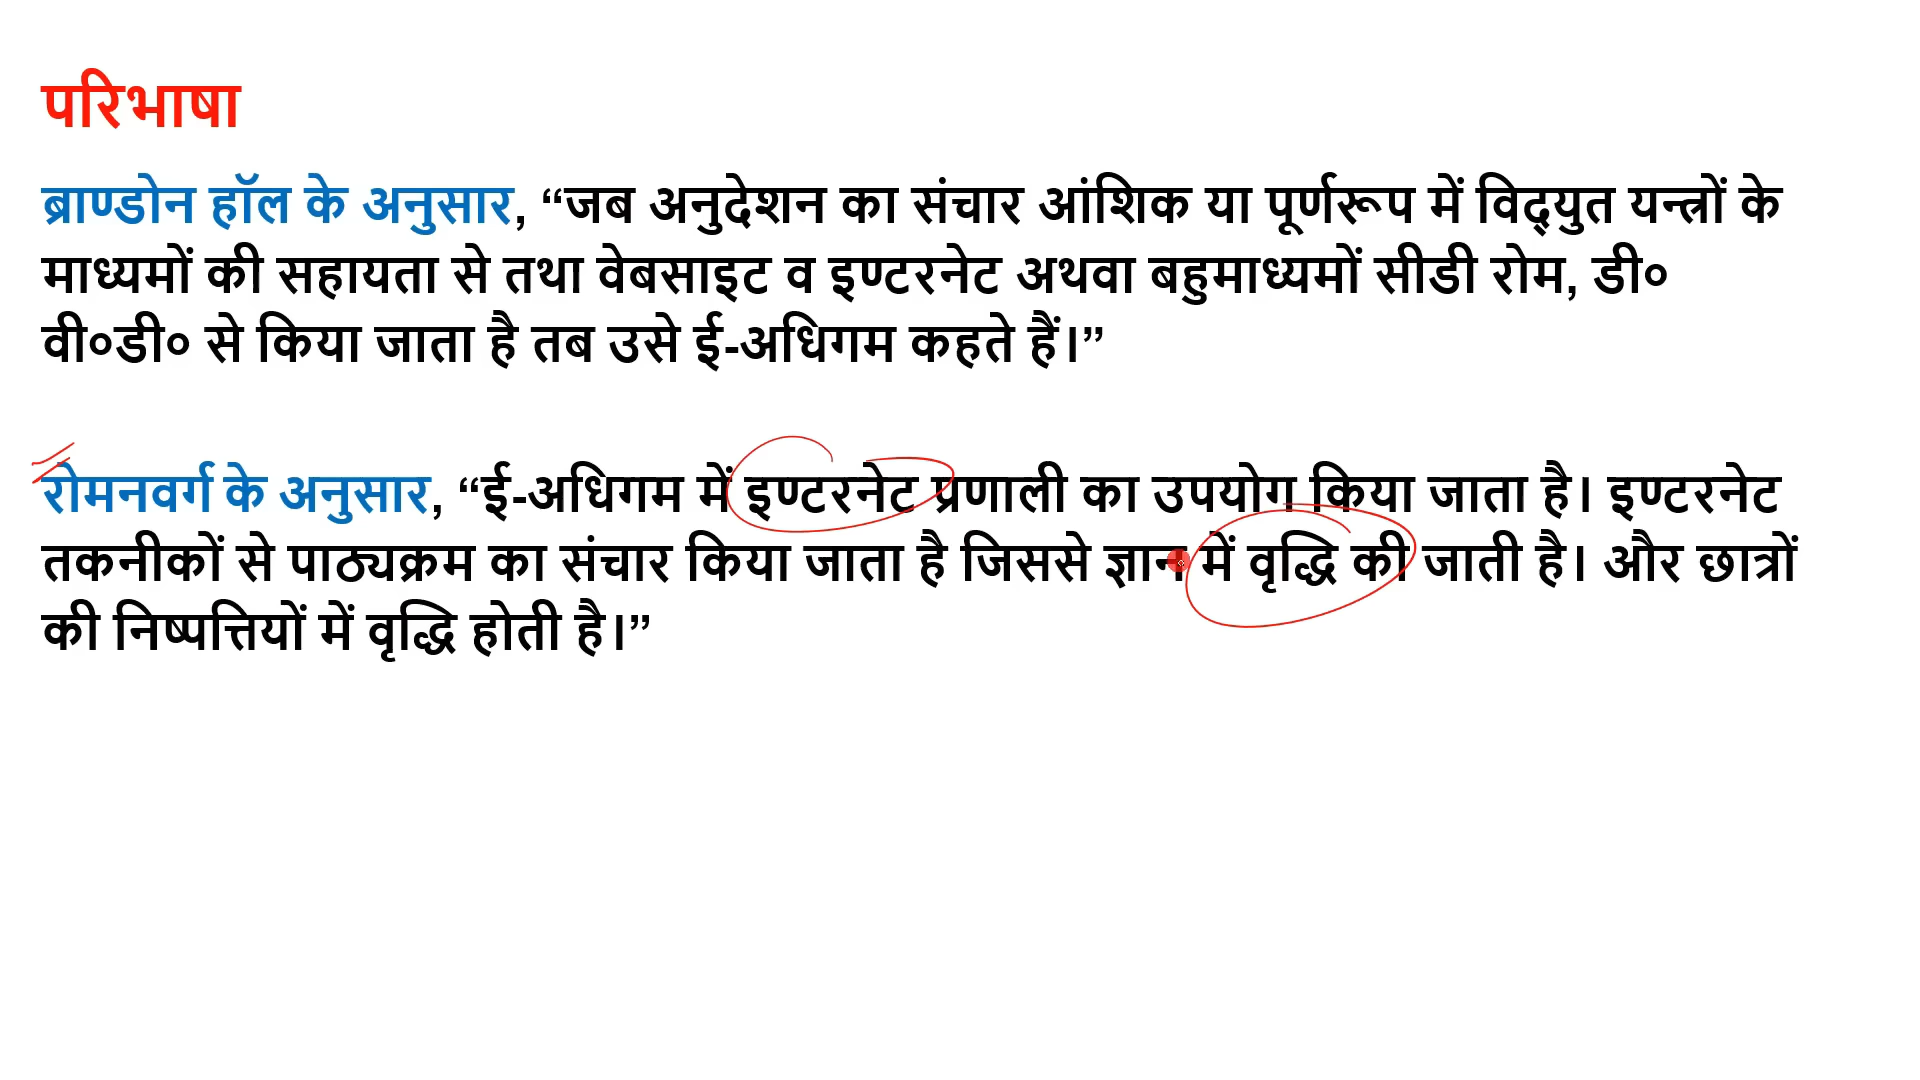 परिभाषा
ब्राण्डोन हॉल के अनुसार, “जब अनुदेशन का संचार आंशिक या पूर्णरूप में विद्युत यन्त्रों के
माध्यमों की सहायता से तथा वेबसाइट व इण्टरनेट अथवा बहुमाध्यमों सीडी रोम, डी०
वी०डी० से किया जाता है तब उसे ई-अधिगम कहते हैं।”
रोमनवर्ग के अनुसार, “ई-अधिगम में इण्टरनेट प्रणाली का उपयोग किया जाता है। इण्टरनेट
तकनीकों से पाठ्यक्रम का संचार किया जाता है जिससे ज्ञान में वृद्धि की जाती है। और छात्रों
की निष्पत्तियों में वृद्धि होती है।”